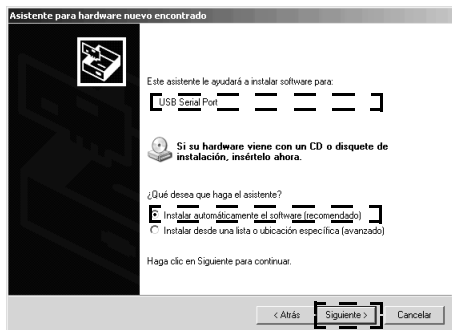 Asistente para hardware nuevo encontrado
Este asistente le ayudará a instalar software para:
USB Serial Port
Si su hardware viene con un CD o disquete de
instalación, insértelo ahora.
¿Qué desea que haga el asistente?
Instalar automáticamente el software (recomendado)
Instalar desde una lista o ubicación específica (avanzado)
Haga clic en Siguiente para continuar.
< Atrás Siguiente > Cancelar